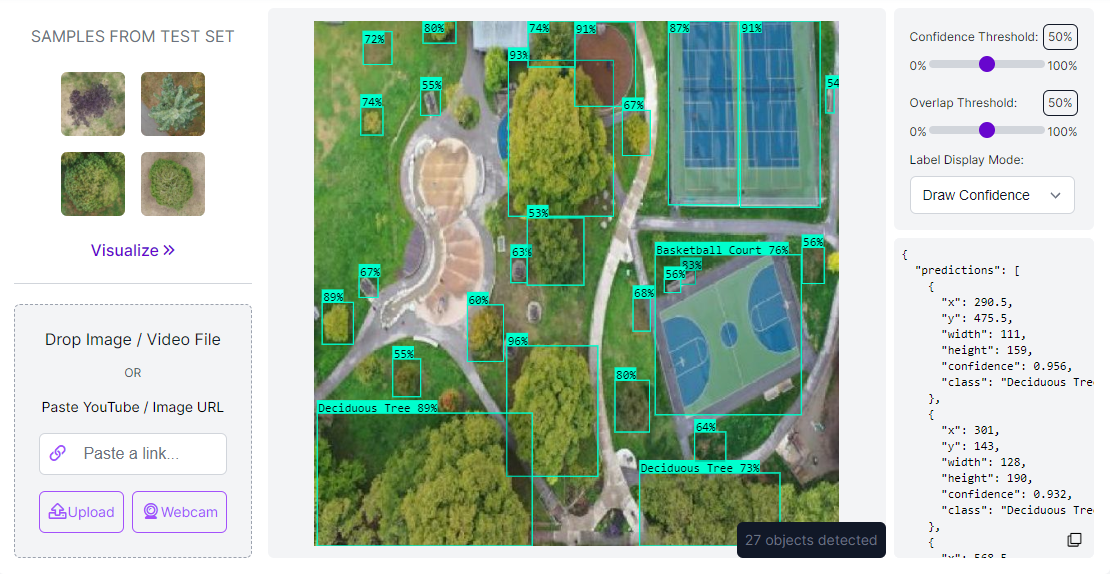 SAMPLES FROM TEST SET
Visualize »
Drop Image / Video File
OR
Paste YouTube / Image URL
Paste a link...
Upload
Webcam
80%
74%
91%
87%
91%
72%
93%
55%
54
74%
67%
53%
Basketball Court 76%
56%
63%
83%
67%
56%
89%
60%
68%
96%
55%
80%
Deciduous Tree 89%
64%
Deciduous Tree 73%
27 objects detected
Confidence Threshold: 50%
0% 100%
Overlap Threshold: 50%
0% 100%
Label Display Mode:
Draw Confidence
{
"predictions": [
{
"x": 290.5,
"y": 475.5,
"width": 111,
"height": 159,
"confidence": 0.956,
"class": "Deciduous Tre
},
{
"x": 301,
"y": 143,
"width": 128,
"height": 190,
"confidence": 0.932,
"class": "Deciduous Tre
},
{
"x": 568.5